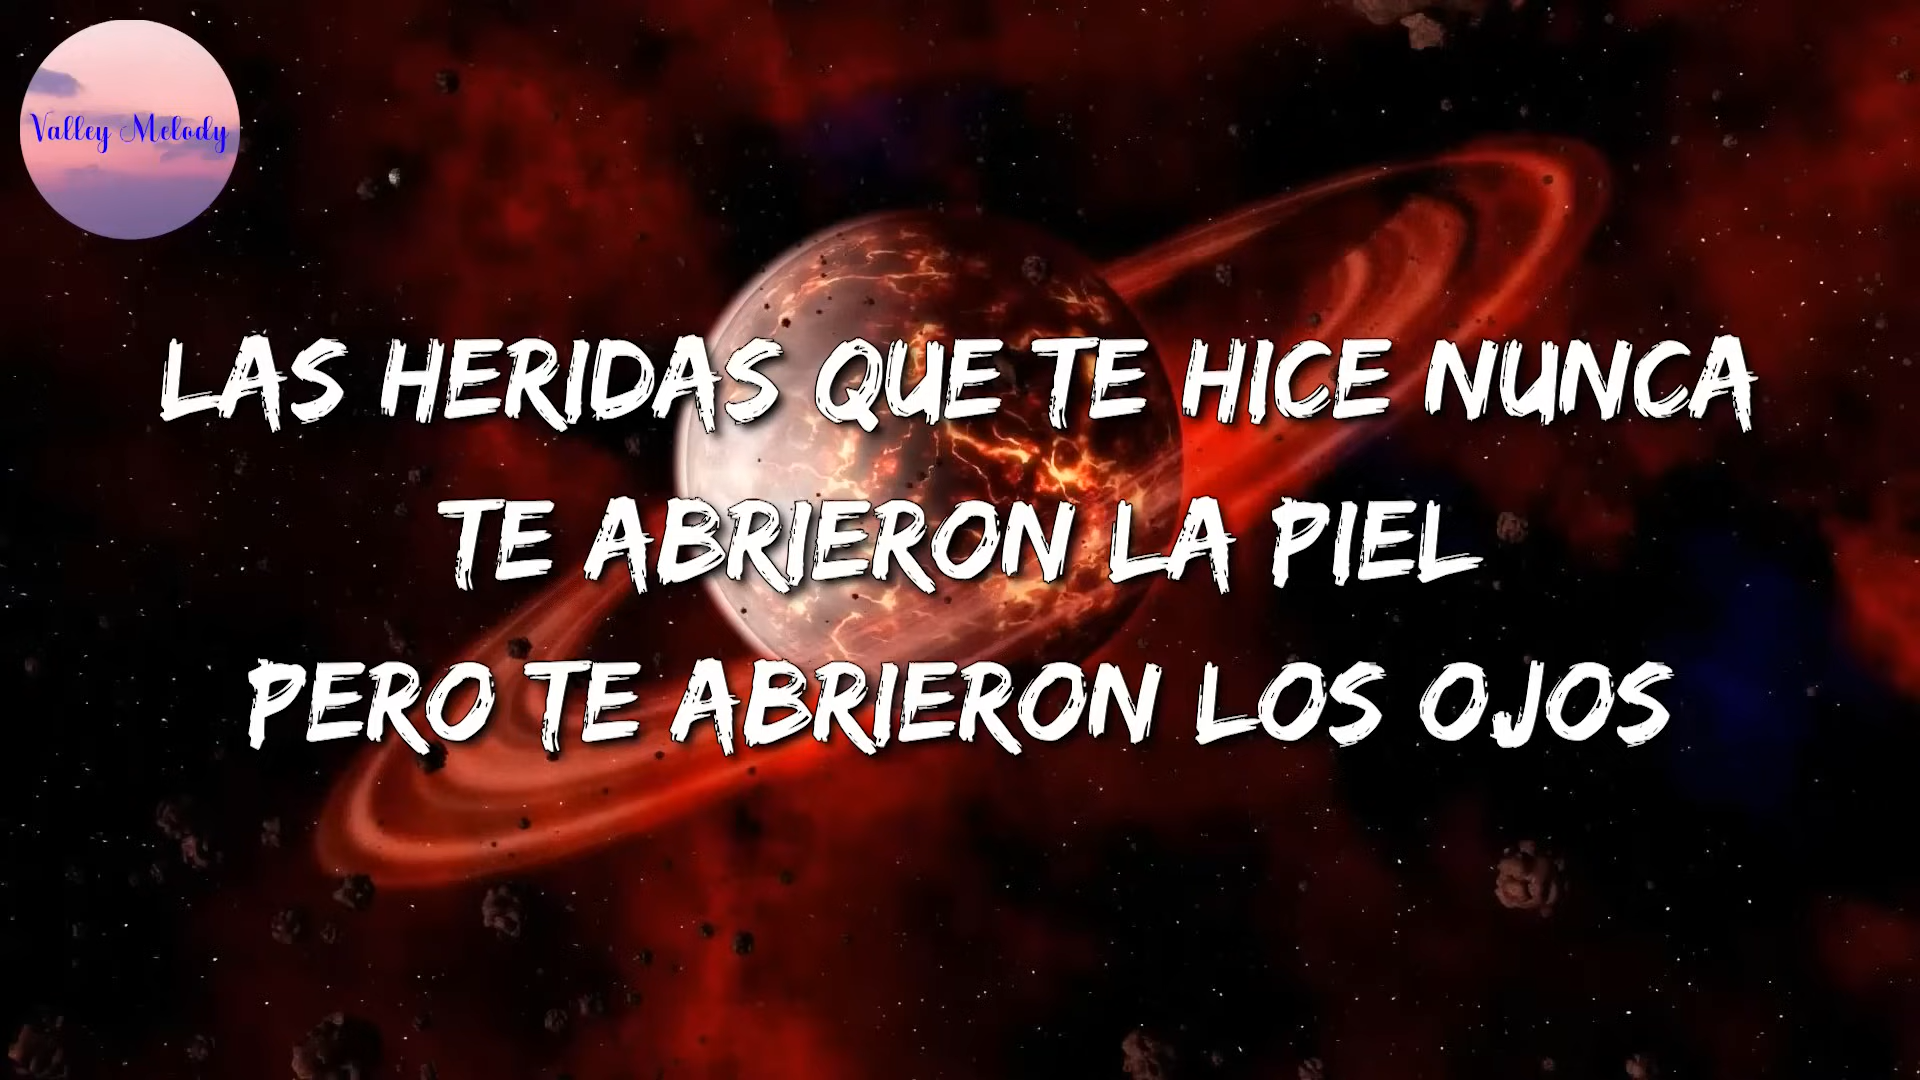 Valley Melody
LAS HERIDAS QUE TE HICE NUNCA
TE ABRIERON LA PIEL
PERO TE ABRIERON LOS OJOS